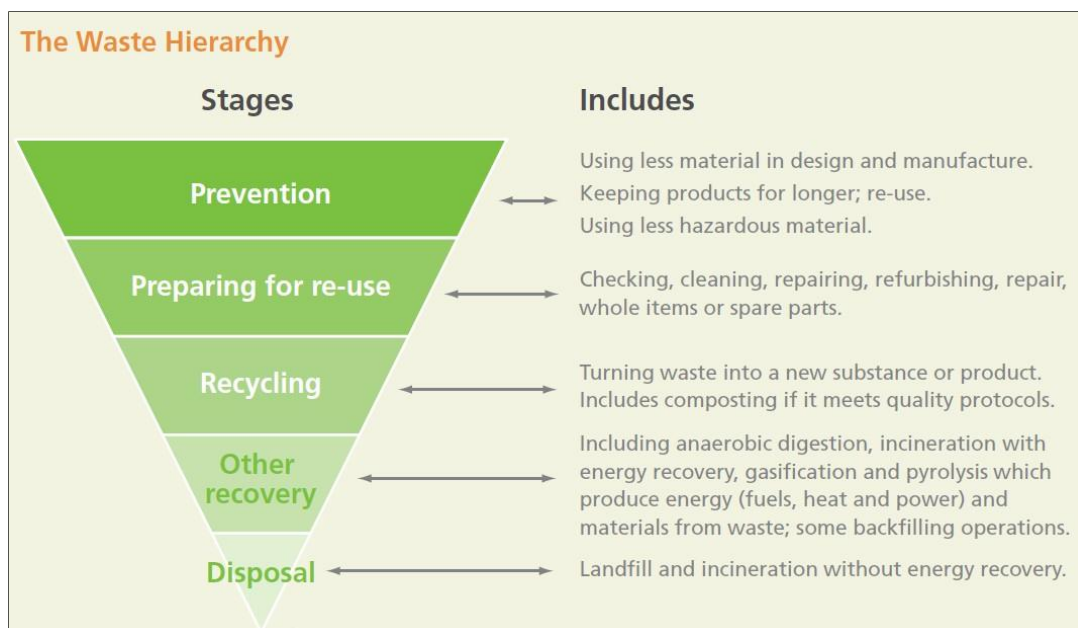 The Waste Hierarchy
Stages
Includes
Prevention
Using less material in design and manufacture.
Keeping products for longer; re-use.
Using less hazardous material.
Preparing for re-use
Checking, cleaning, repairing, refurbishing, repair,
whole items or spare parts.
Recycling
Turning waste into a new substance or product.
Includes composting if it meets quality protocols.
Other
recovery
Including anaerobic digestion, incineration with
energy recovery, gasification and pyrolysis which
produce energy (fuels, heat and power) and
materials from waste; some backfilling operations.
Disposal
Landfill and incineration without energy recovery.